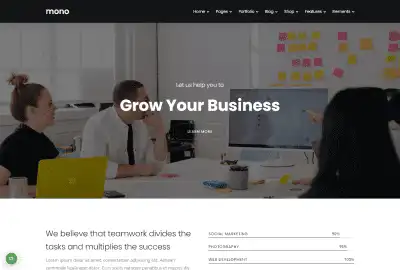 mono
Home Pages Portfolio Blog Shop Features Elements
Let us help you to
Grow Your Business
LEARN MORE
We believe that teamwork divides the
tasks and multiplies the success
SOCIAL MARKETING 90%
PHOTOGRAPHY 95%
WEB DEVELOPMENT 100%
Lorem ipsum dolor sit amet, consectetuer adipiscing elit. Aenean